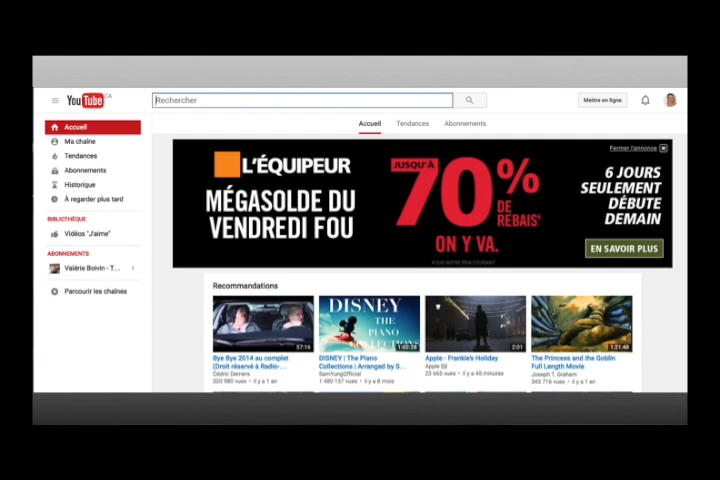 YouTube CA
Rechercher
Mettre en ligne
Accueil
Tendances
Abonnements
Accueil
Ma chaîne
Tendances
Abonnements
Historique
À regarder plus tard
BIBLIOTHÈQUE
Vidéos "J'aime"
ABONNEMENTS
Valérie Boivin - T... 1
Parcourir les chaînes
Fermer l'annonce
L'ÉQUIPEUR
MÉGASOLDE DU
VENDREDI FOU
JUSQU'À
70%
DE
RABAIS
ON Y VA.
6 JOURS
SEULEMENT
DÉBUTE
DEMAIN
EN SAVOIR PLUS
Recommandations
57:16
Bye Bye 2014 au complet
(Droit réservé à Radio-...
Cédric Demers
320 980 vues • il y a 1 an
DISNEY
THE
PIANO
COLLECTIONS
1:02:28
DISNEY | The Piano
Collections | Arranged by S...
SamYungOfficial
1 480 157 vues • il y a 8 mois
2:01
Apple - Frankie's Holiday
23 665 vues • il y a 45 minutes
1:21:48
The Princess and the Goblin
Full Length Movie
Joseph T. Graham
343 716 vues • il y a 1 an